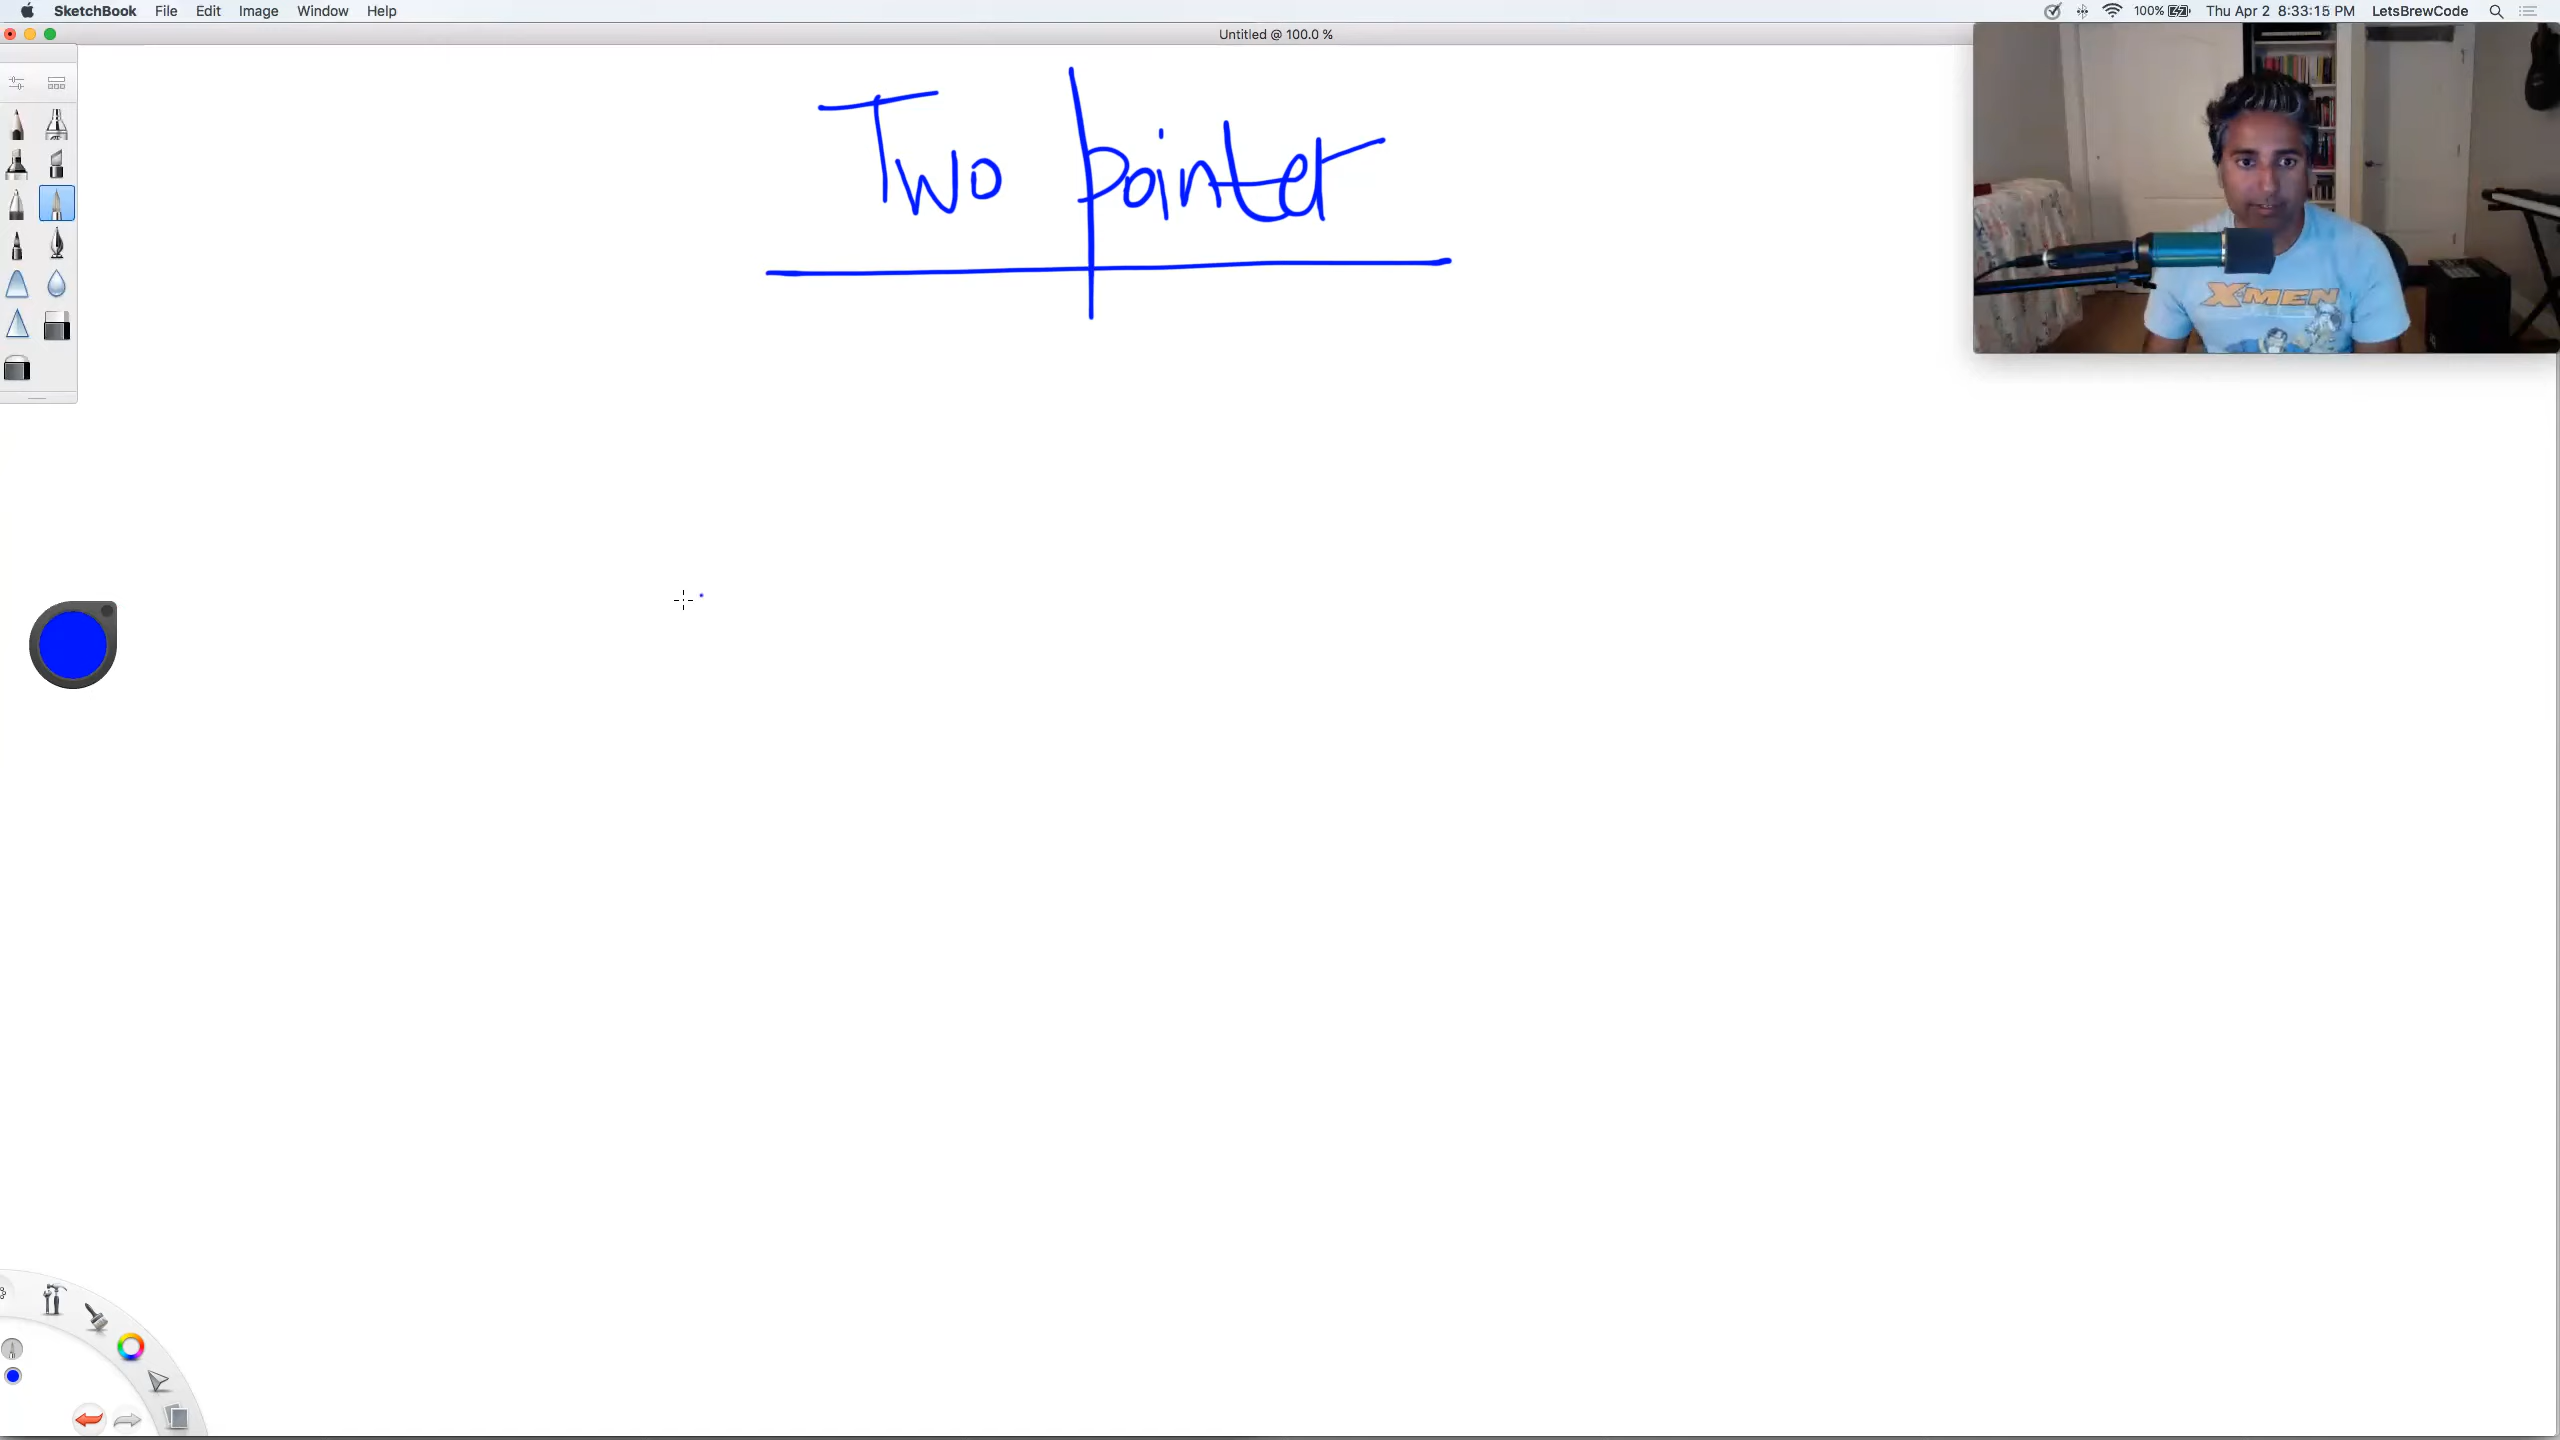 SketchBook File Edit Image Window Help 100% Thu Apr 2 8:33:15 PM LetsBrewCode
Untitled @ 100.0 %
Two pointer
X-MEN